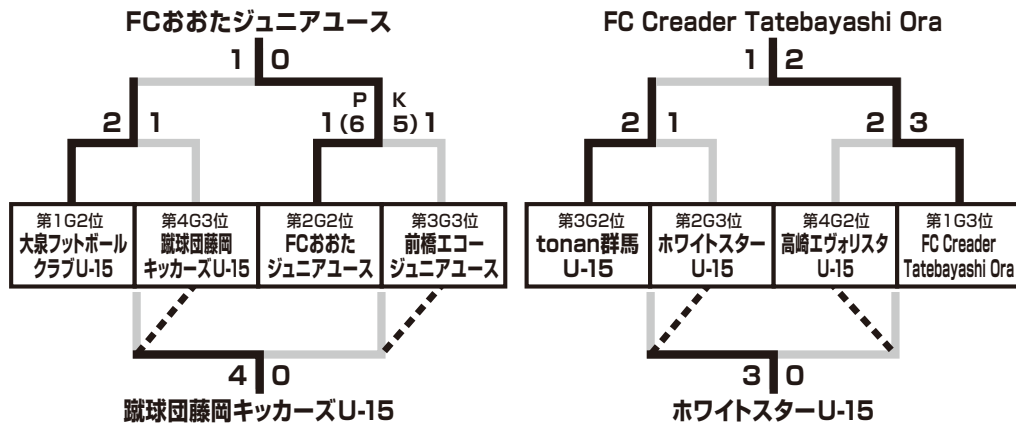 FCおおたジュニアユース
1 0
P K
2 1
1 (6 5) 1
第1G2位
大泉フットボール
クラブU-15
第4G3位
蹴球団藤岡
キッカーズU-15
第2G2位
FCおおた
ジュニアユース
第3G3位
前橋エコー
ジュニアユース
4 0
蹴球団藤岡キッカーズU-15
FC Creader Tatebayashi Ora
1 2
2 1
2 3
第3G2位
tonan群馬
U-15
第2G3位
ホワイトスター
U-15
第4G2位
高崎エヴォリスタ
U-15
第1G3位
FC Creader
Tatebayashi Ora
3 0
ホワイトスターU-15